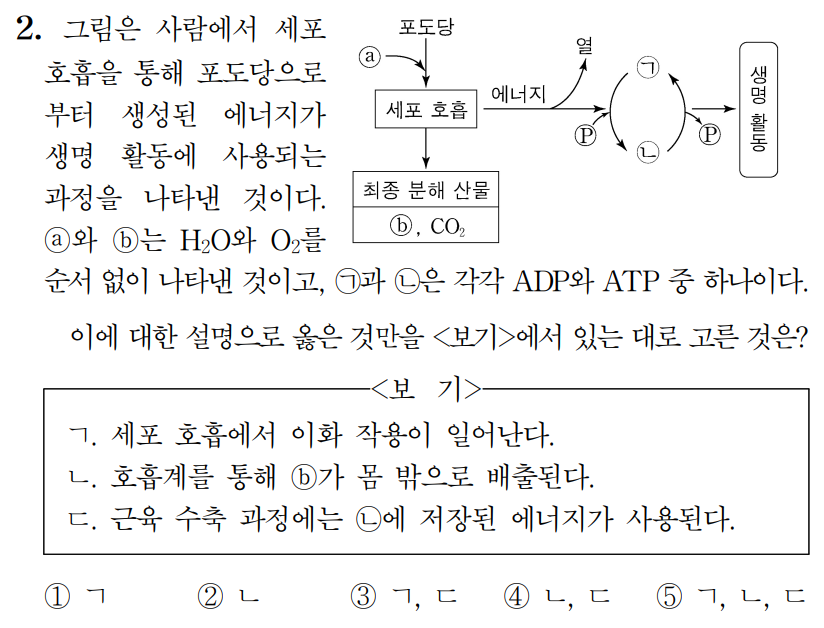 2. 그림은 사람에서 세포
호흡을 통해 포도당으로
부터 생성된 에너지가
생명 활동에 사용되는
과정을 나타낸 것이다.
ⓐ와 ⓑ는 H₂O와 O₂를
순서 없이 나타낸 것이고, ㉠과 ㉡은 각각 ADP와 ATP 중 하나이다.
포도당
ⓐ
세포 호흡
에너지
열
Ⓟ
㉠
㉡
Ⓟ
생명 활동
최종 분해 산물
ⓑ, CO₂
이에 대한 설명으로 옳은 것만을 <보기>에서 있는 대로 고른 것은?
<보 기>
ㄱ. 세포 호흡에서 이화 작용이 일어난다.
ㄴ. 호흡계를 통해 ⓑ가 몸 밖으로 배출된다.
ㄷ. 근육 수축 과정에는 ㉡에 저장된 에너지가 사용된다.
① ㄱ ② ㄴ ③ ㄱ, ㄷ ④ ㄴ, ㄷ ⑤ ㄱ, ㄴ, ㄷ